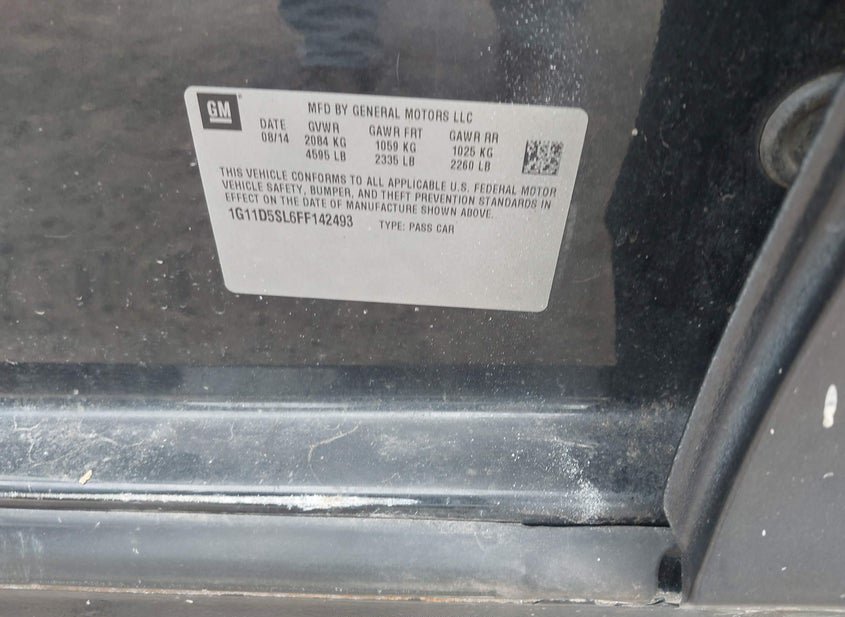 GM
MFD BY GENERAL MOTORS LLC
DATE GVWR GAWR FRT GAWR RR
08/14 2084 KG 1059 KG 1025 KG
4595 LB 2335 LB 2260 LB
THIS VEHICLE CONFORMS TO ALL APPLICABLE U.S. FEDERAL MOTOR
VEHICLE SAFETY, BUMPER, AND THEFT PREVENTION STANDARDS IN
EFFECT ON THE DATE OF MANUFACTURE SHOWN ABOVE.
1G11D5SL6FF142493 TYPE: PASS CAR